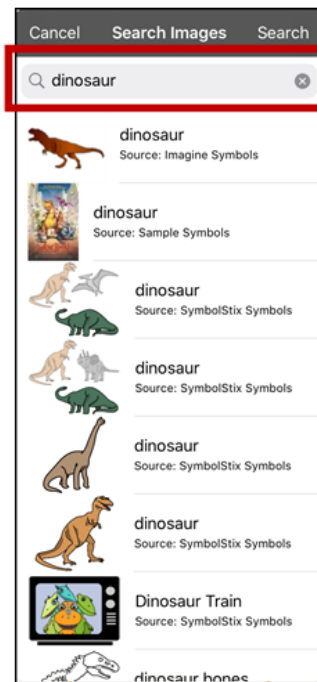 Cancel Search Images Search
dinosaur
dinosaur
Source: Imagine Symbols
dinosaur
Source: Sample Symbols
dinosaur
Source: SymbolStix Symbols
dinosaur
Source: SymbolStix Symbols
dinosaur
Source: SymbolStix Symbols
dinosaur
Source: SymbolStix Symbols
Dinosaur Train
Source: SymbolStix Symbols
dinosaur bones